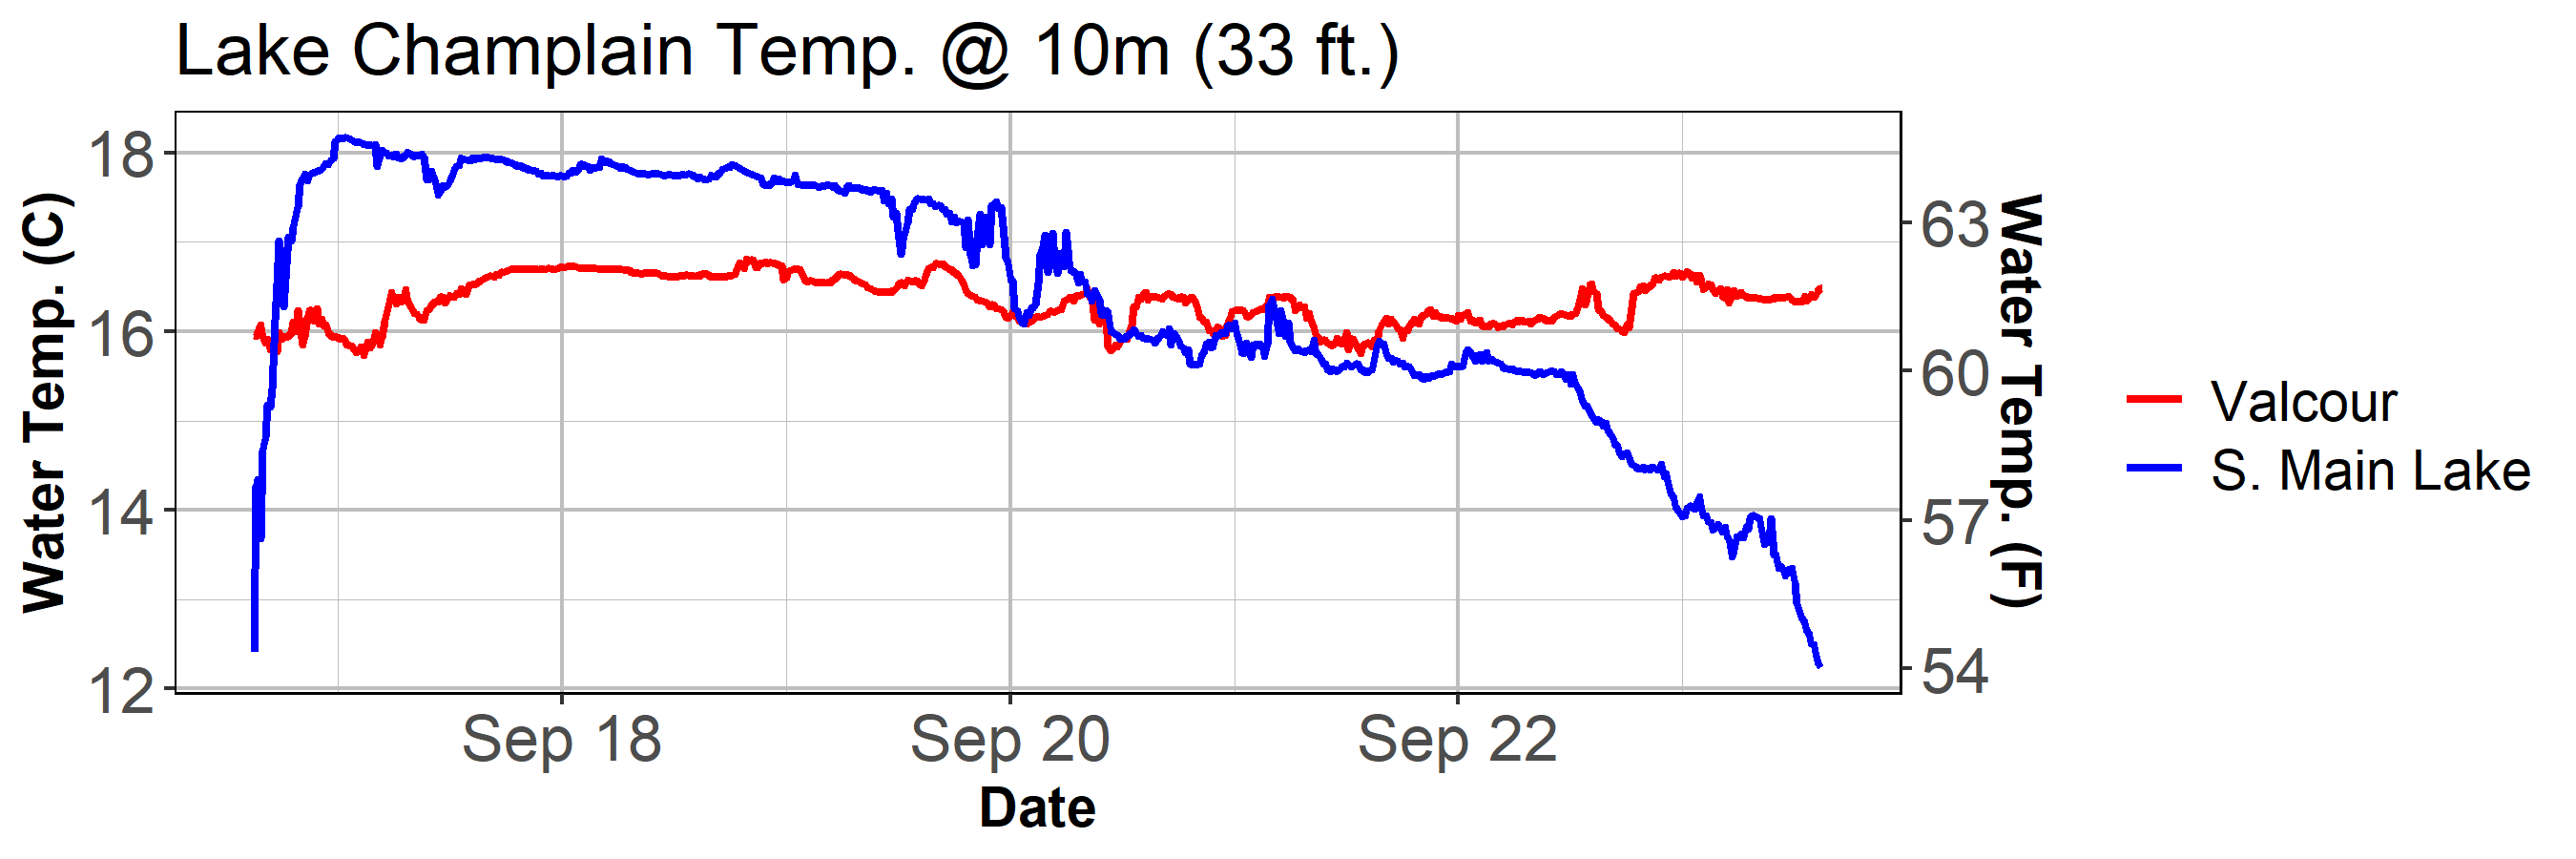 Lake Champlain Temp. @ 10m (33 ft.)
Water Temp. (C)
18
16
14
12
63
60
57
54
Water Temp. (F)
Sep 18
Sep 20
Sep 22
Date
Valcour
S. Main Lake